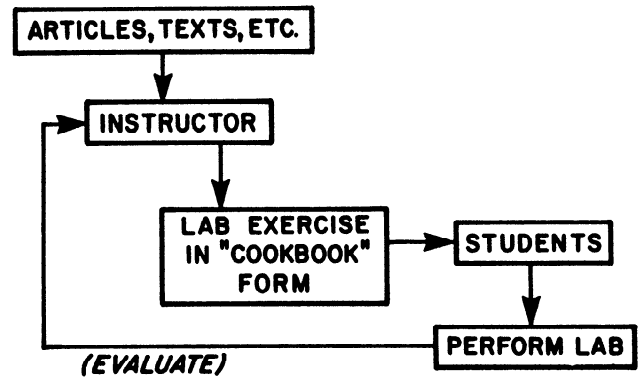 ARTICLES, TEXTS, ETC.
INSTRUCTOR
LAB EXERCISE
IN "COOKBOOK"
FORM
STUDENTS
PERFORM LAB
(EVALUATE)